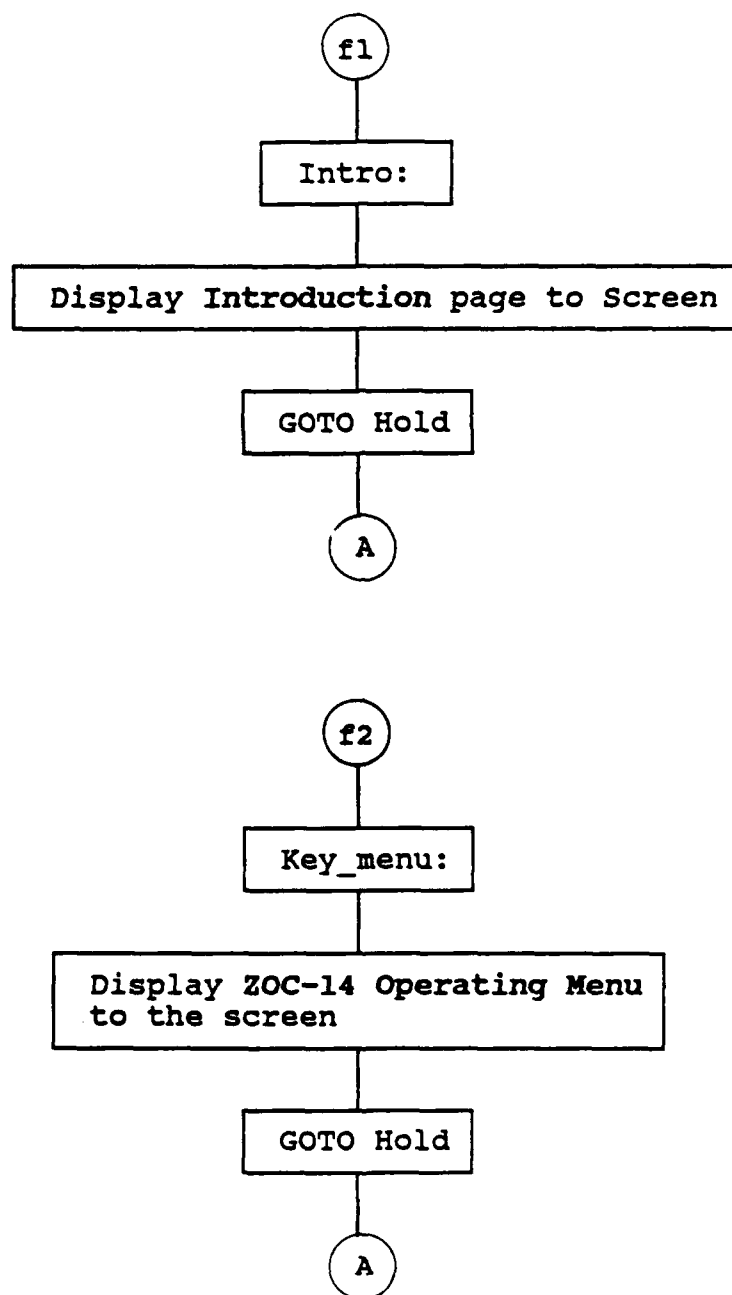 f1
Intro:
Display Introduction page to Screen
GOTO Hold
A
f2
Key_menu:
Display ZOC-14 Operating Menu
to the screen
GOTO Hold
A